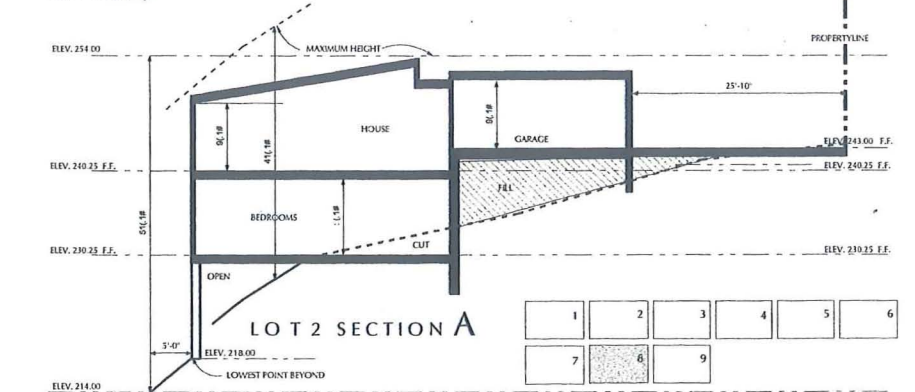 ELEV. 254.00
MAXIMUM HEIGHT
PROPERTYLINE
25'-10"
HOUSE
GARAGE
ELEV. 243.00 F.F.
ELEV. 240.25 F.F.
ELEV. 240.25 F.F.
FILL
BEDROOMS
CUT
ELEV. 230.25 F.F.
ELEV. 230.25 F.F.
OPEN
LOT 2 SECTION A
1 2 3 4 5 6
7 8 9
5'-0"
ELEV. 218.00
LOWEST POINT BEYOND
ELEV. 214.00